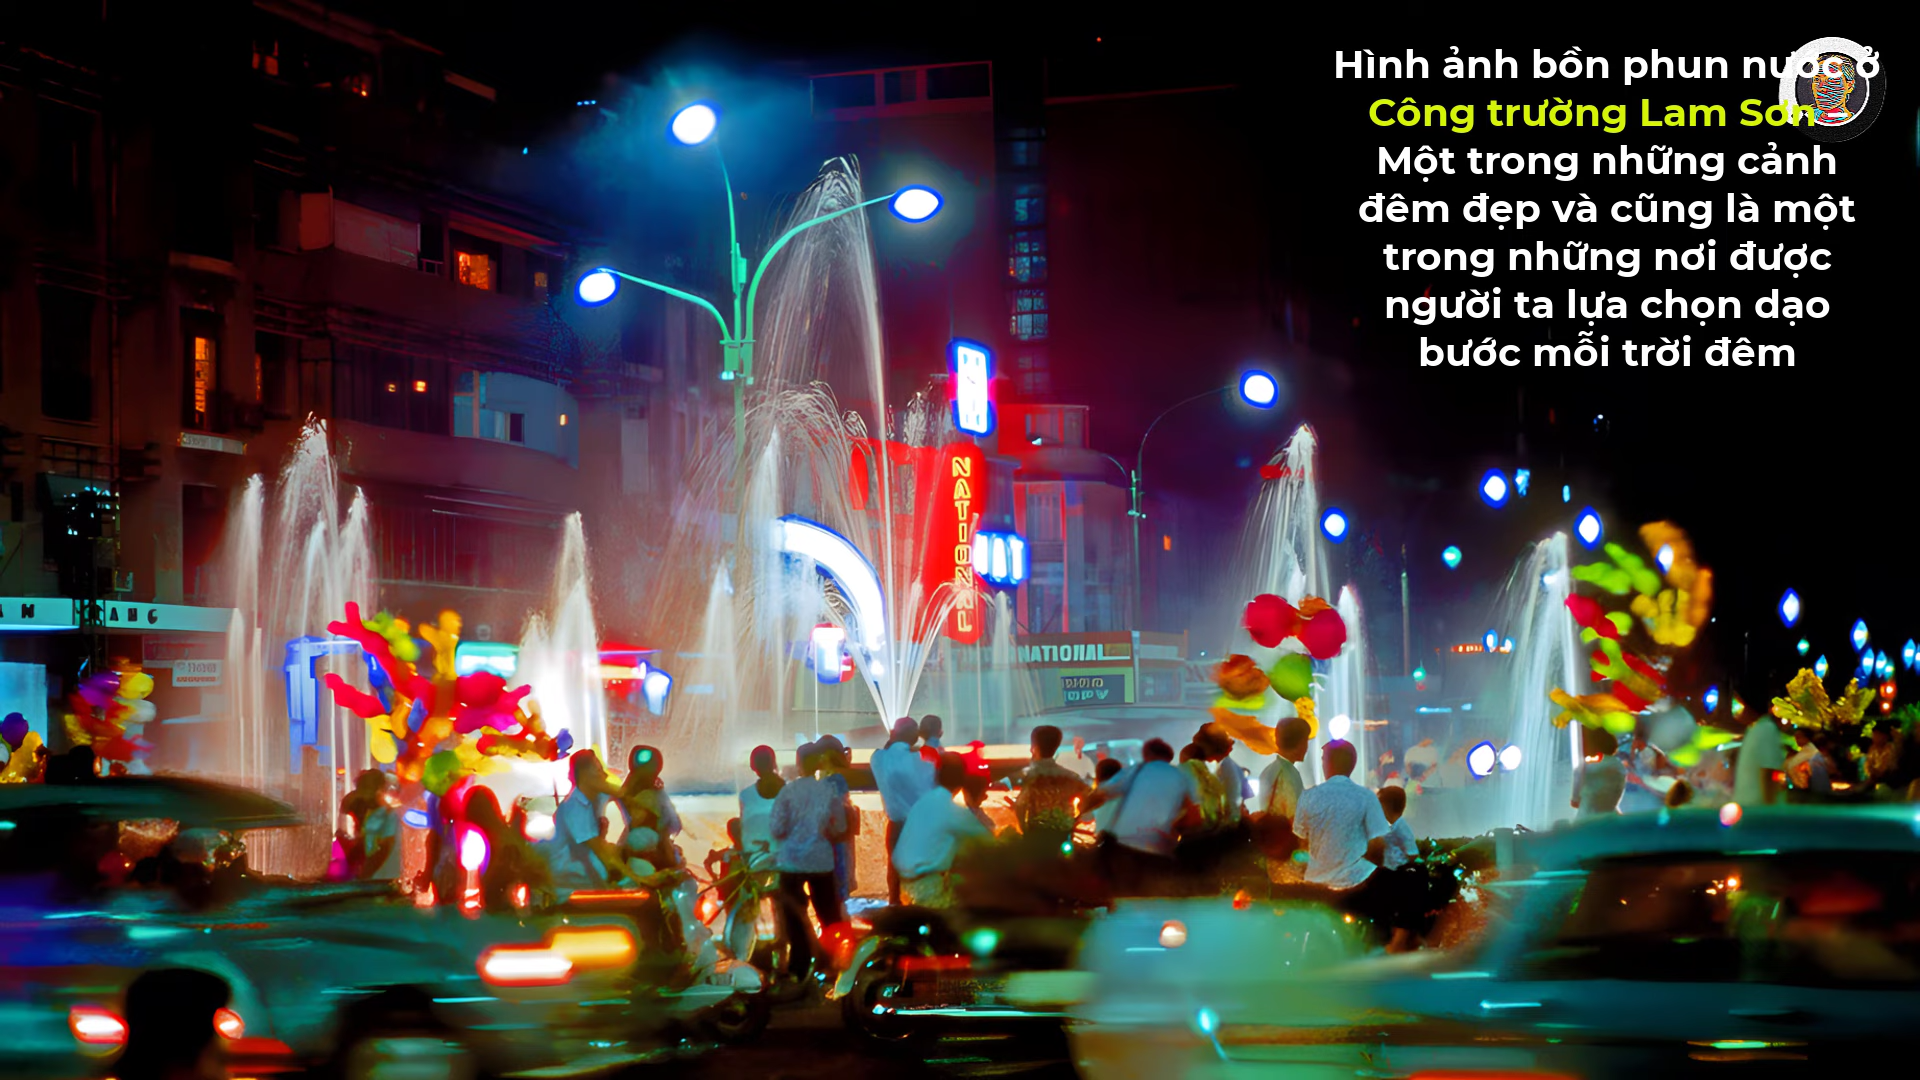 Hình ảnh bồn phun nước ở
Công trường Lam Sơn -
Một trong những cảnh
đêm đẹp và cũng là một
trong những nơi được
người ta lựa chọn dạo
bước mỗi trời đêm
NATIONAL
NATIONAL
ANG